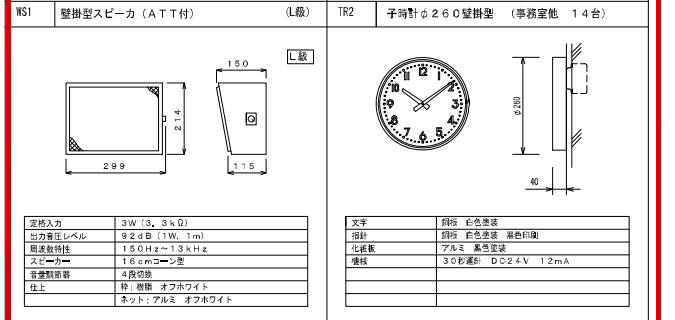 WS1 壁掛型スピーカ（ATT付） （L級）
L級
150
214
299
115
定格入力 3W（3．3kΩ）
出力音圧レベル 92dB（1W，1m）
周波数特性 150Hz～13kHz
スピーカー 16cmコーン型
音量調節器 4段切換
仕上 枠：樹脂 オフホワイト
ネット：アルミ オフホワイト
TR2 子時計φ260壁掛型 （事務室他 14台）
12
1
2
3
4
5
6
7
8
9
10
11
φ260
40
文字 鋼板 白色塗装
指針 鋼板 白色塗装 黒色印刷
化粧板 アルミ 黒色塗装
機械 30秒運針 DC24V 12mA